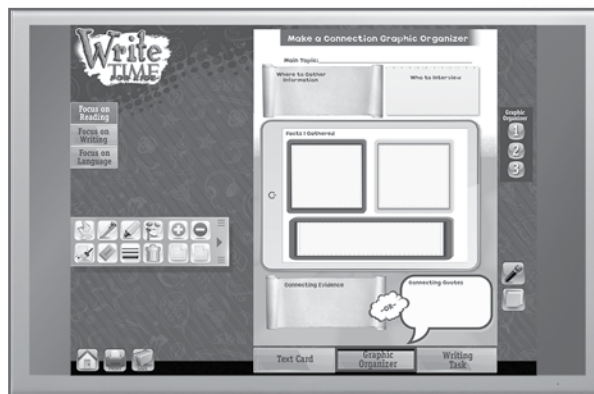 Write
TIME
FOR KIDS
Make a Connection Graphic Organizer
Main Topic:
Where to Gather
Information
Who to Interview
Focus on
Reading
Focus on
Writing
Focus on
Language
Graphic
Organizer
1
2
3
Facts I Gathered
Connecting Evidence
-OR-
Connecting Quotes
Text Card
Graphic
Organizer
Writing
Task